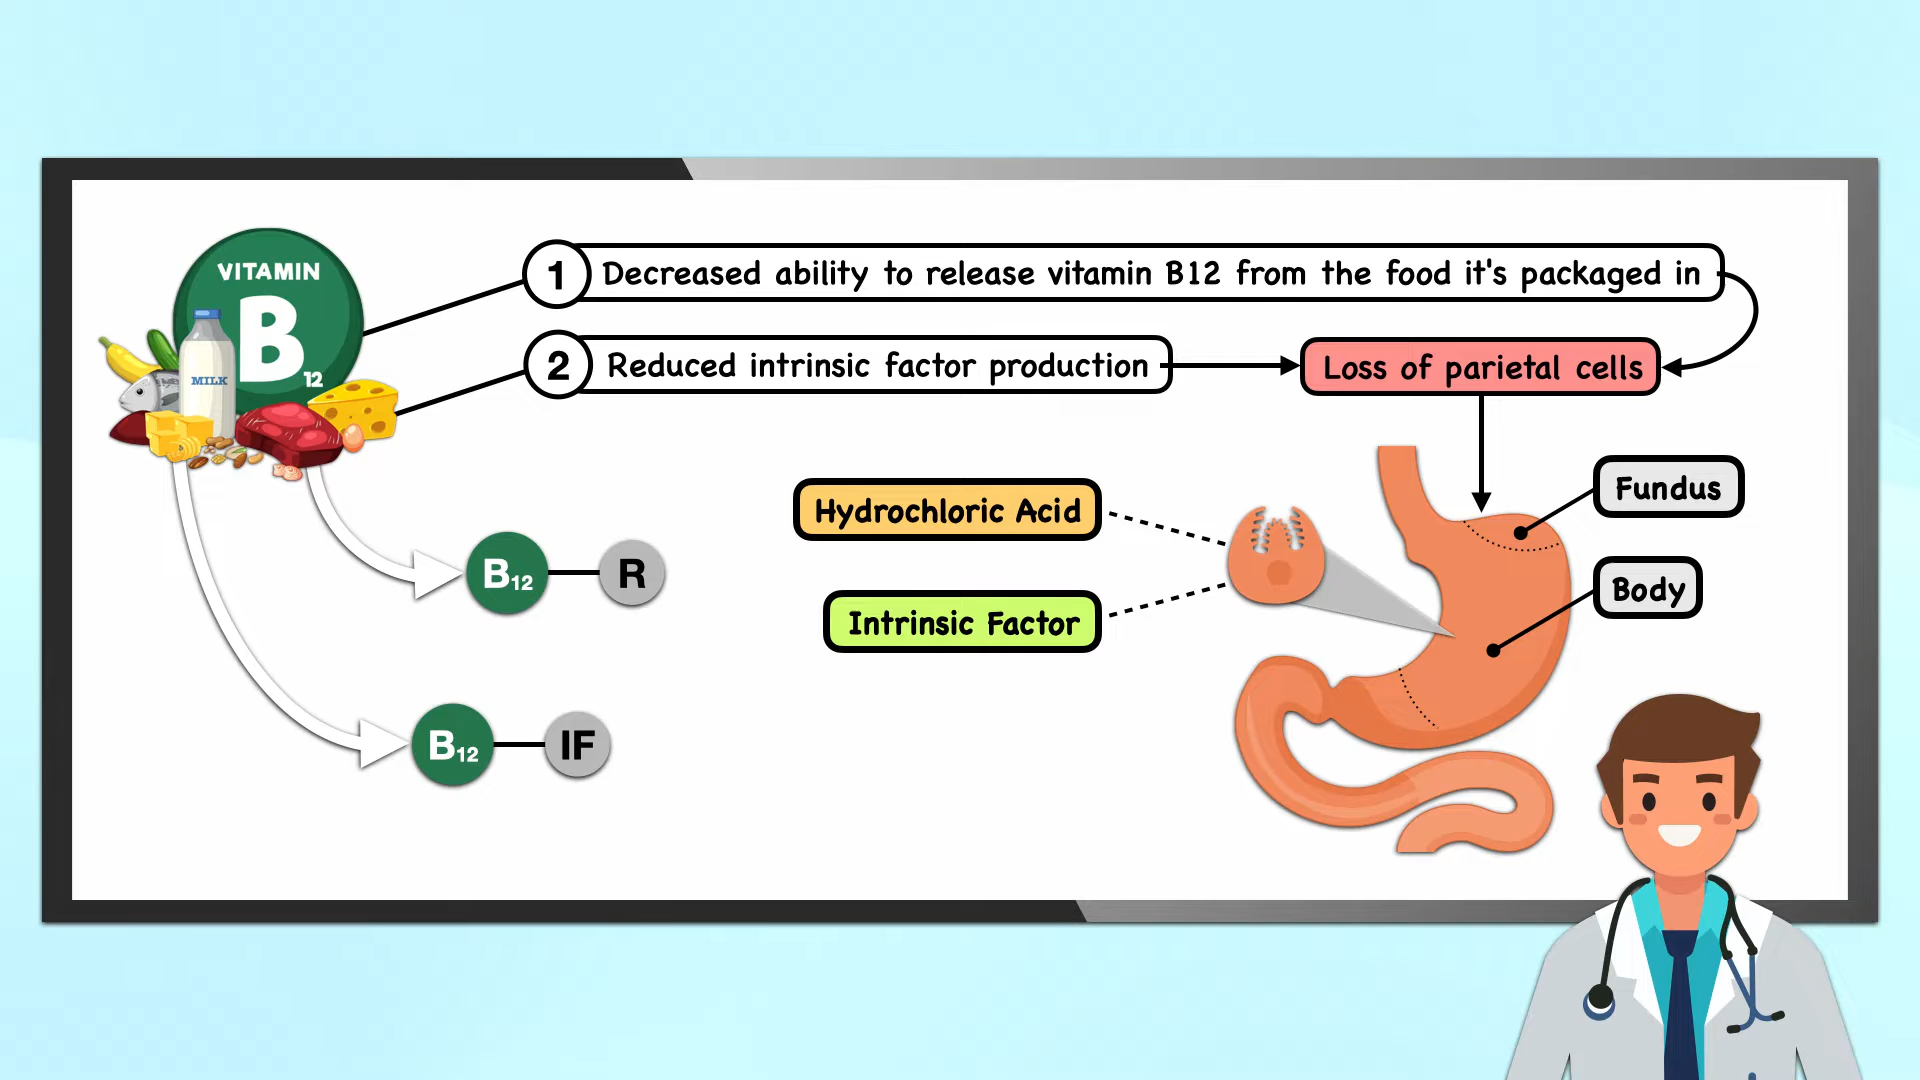 VITAMIN
B12
MILK
1 Decreased ability to release vitamin B12 from the food it's packaged in
2 Reduced intrinsic factor production
Loss of parietal cells
Fundus
Hydrochloric Acid
Body
Intrinsic Factor
B12 R
B12 IF